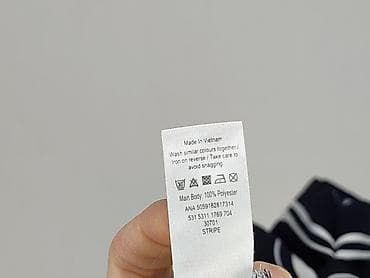 Made In Vietnam
Wash similar colours together /
Iron on reverse / Take care to
avoid snagging.
Main Body: 100% Polyester
ANA 5059182817314
531 5311 1769 704
30701
STRIPE